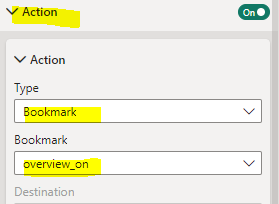 Action
On
Action
Type
Bookmark
Bookmark
overview_on
Destination